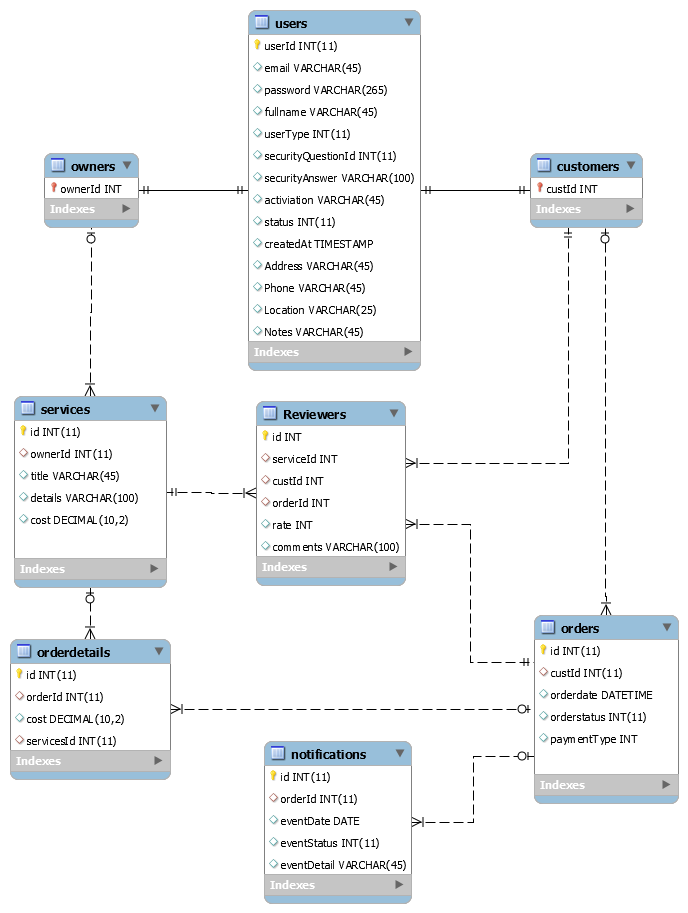 users
userId INT(11)
email VARCHAR(45)
password VARCHAR(265)
fullname VARCHAR(45)
userType INT(11)
securityQuestionId INT(11)
securityAnswer VARCHAR(100)
activiation VARCHAR(45)
status INT(11)
createdAt TIMESTAMP
Address VARCHAR(45)
Phone VARCHAR(45)
Location VARCHAR(25)
Notes VARCHAR(45)
Indexes
owners
ownerId INT
Indexes
customers
custId INT
Indexes
services
id INT(11)
ownerId INT(11)
title VARCHAR(45)
details VARCHAR(100)
cost DECIMAL(10,2)
Indexes
Reviewers
id INT
serviceId INT
custId INT
orderId INT
rate INT
comments VARCHAR(100)
Indexes
orderdetails
id INT(11)
orderId INT(11)
cost DECIMAL(10,2)
servicesId INT(11)
Indexes
orders
id INT(11)
custId INT(11)
orderdate DATETIME
orderstatus INT(11)
paymentType INT
Indexes
notifications
id INT(11)
orderId INT(11)
eventDate DATE
eventStatus INT(11)
eventDetail VARCHAR(45)
Indexes